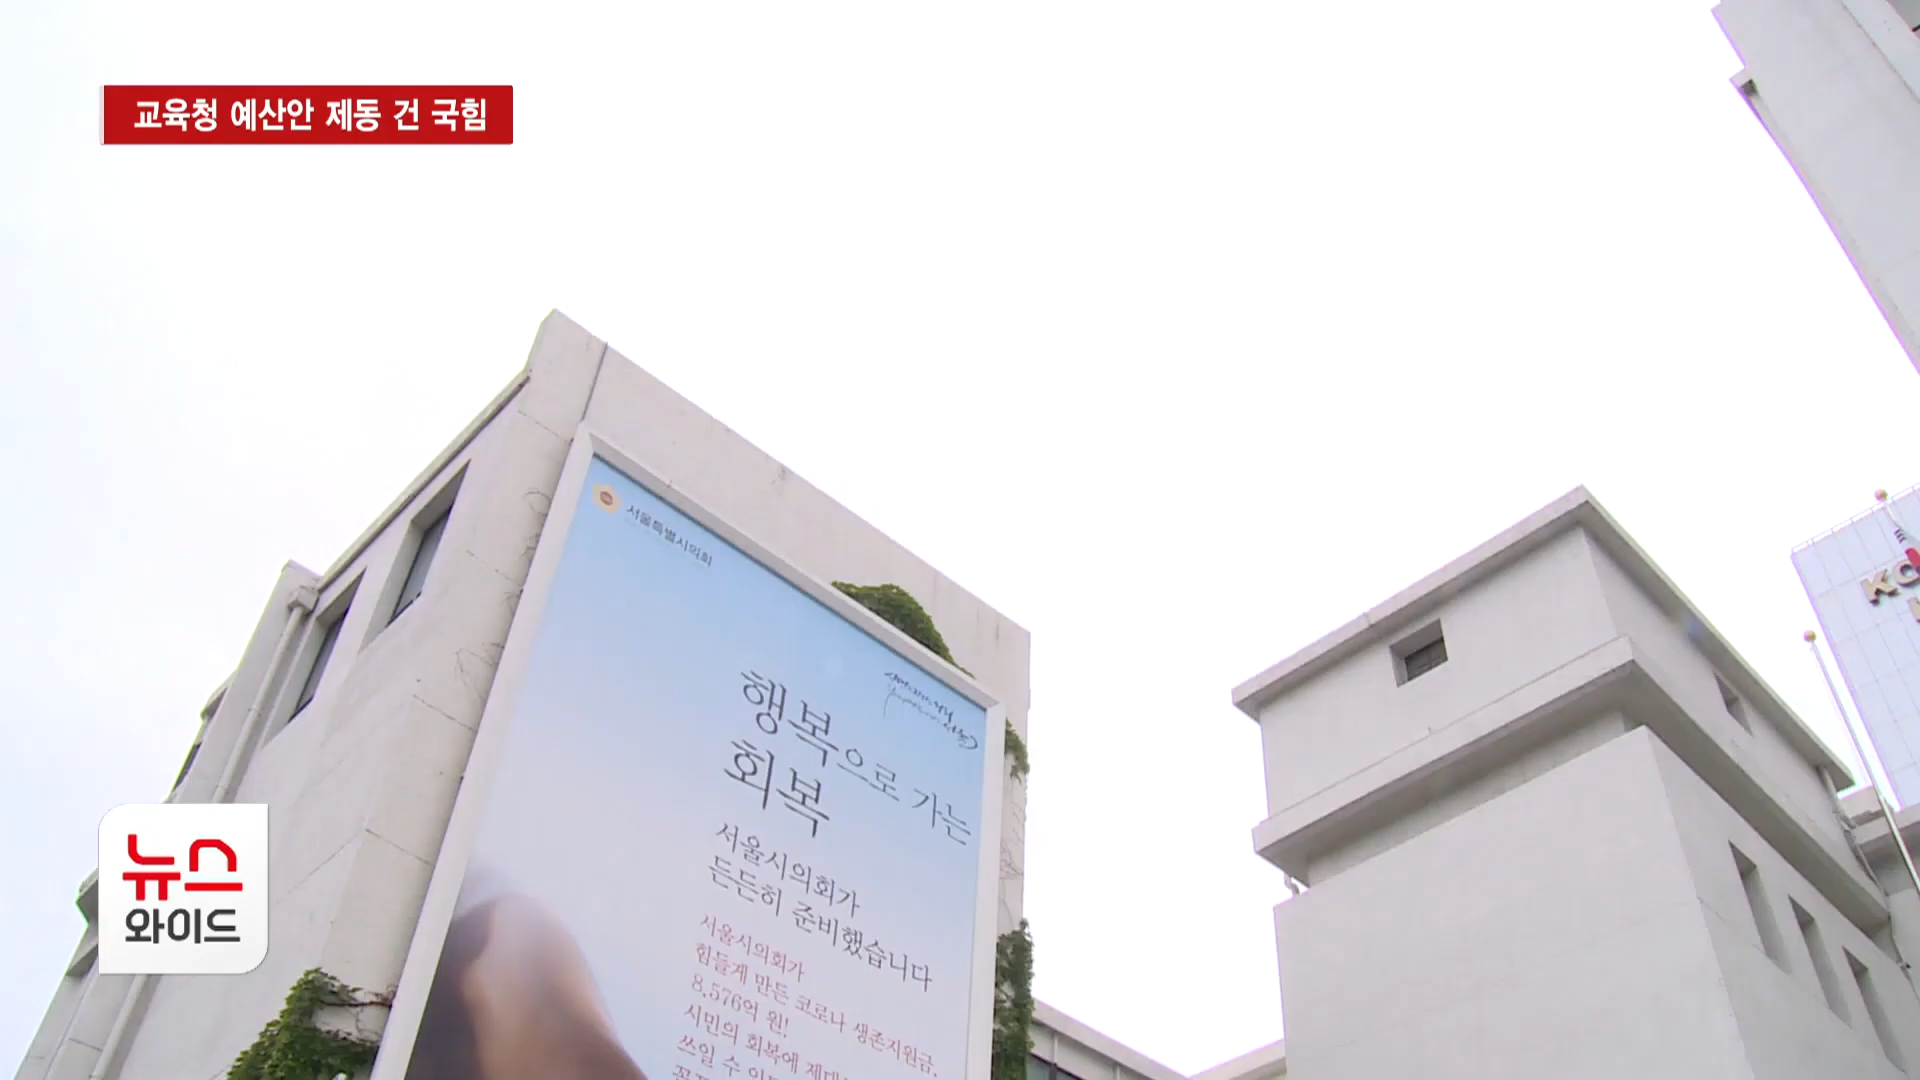 교육청 예산안 제동 건 국힘
서울특별시의회
행복으로 가는
회복
서울시의회가
든든히 준비했습니다
서울시의회가
힘들게 만든 코로나 생존지원금,
8,576억 원!
시민의 회복에
쓰일 수
KO
뉴스
와이드